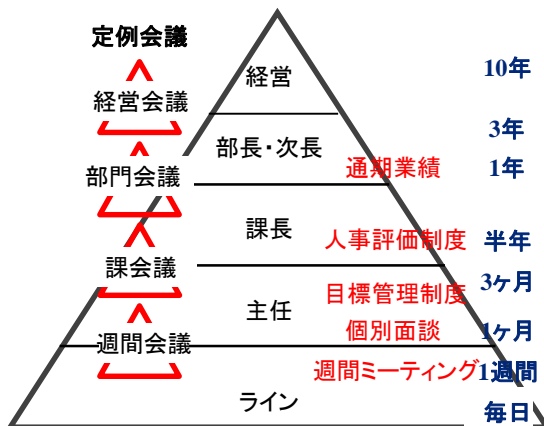 定例会議
経営
10年
経営会議
3年
部長・次長
通期業績
1年
部門会議
課長
人事評価制度
半年
課会議
3ヶ月
目標管理制度
主任
個別面談
1ヶ月
週間会議
週間ミーティング
1週間
ライン
毎日